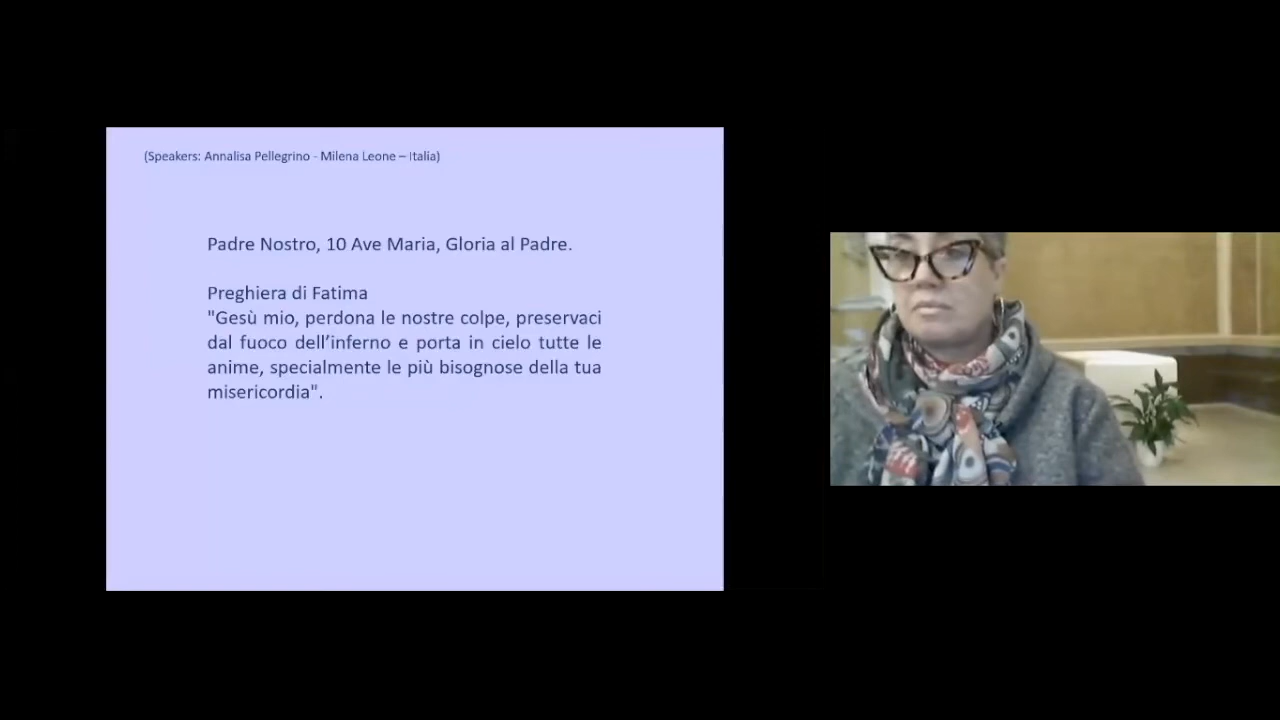 (Speakers: Annalisa Pellegrino - Milena Leone – Italia)
Padre Nostro, 10 Ave Maria, Gloria al Padre.
Preghiera di Fatima
"Gesù mio, perdona le nostre colpe, preservaci
dal fuoco dell’inferno e porta in cielo tutte le
anime, specialmente le più bisognose della tua
misericordia".